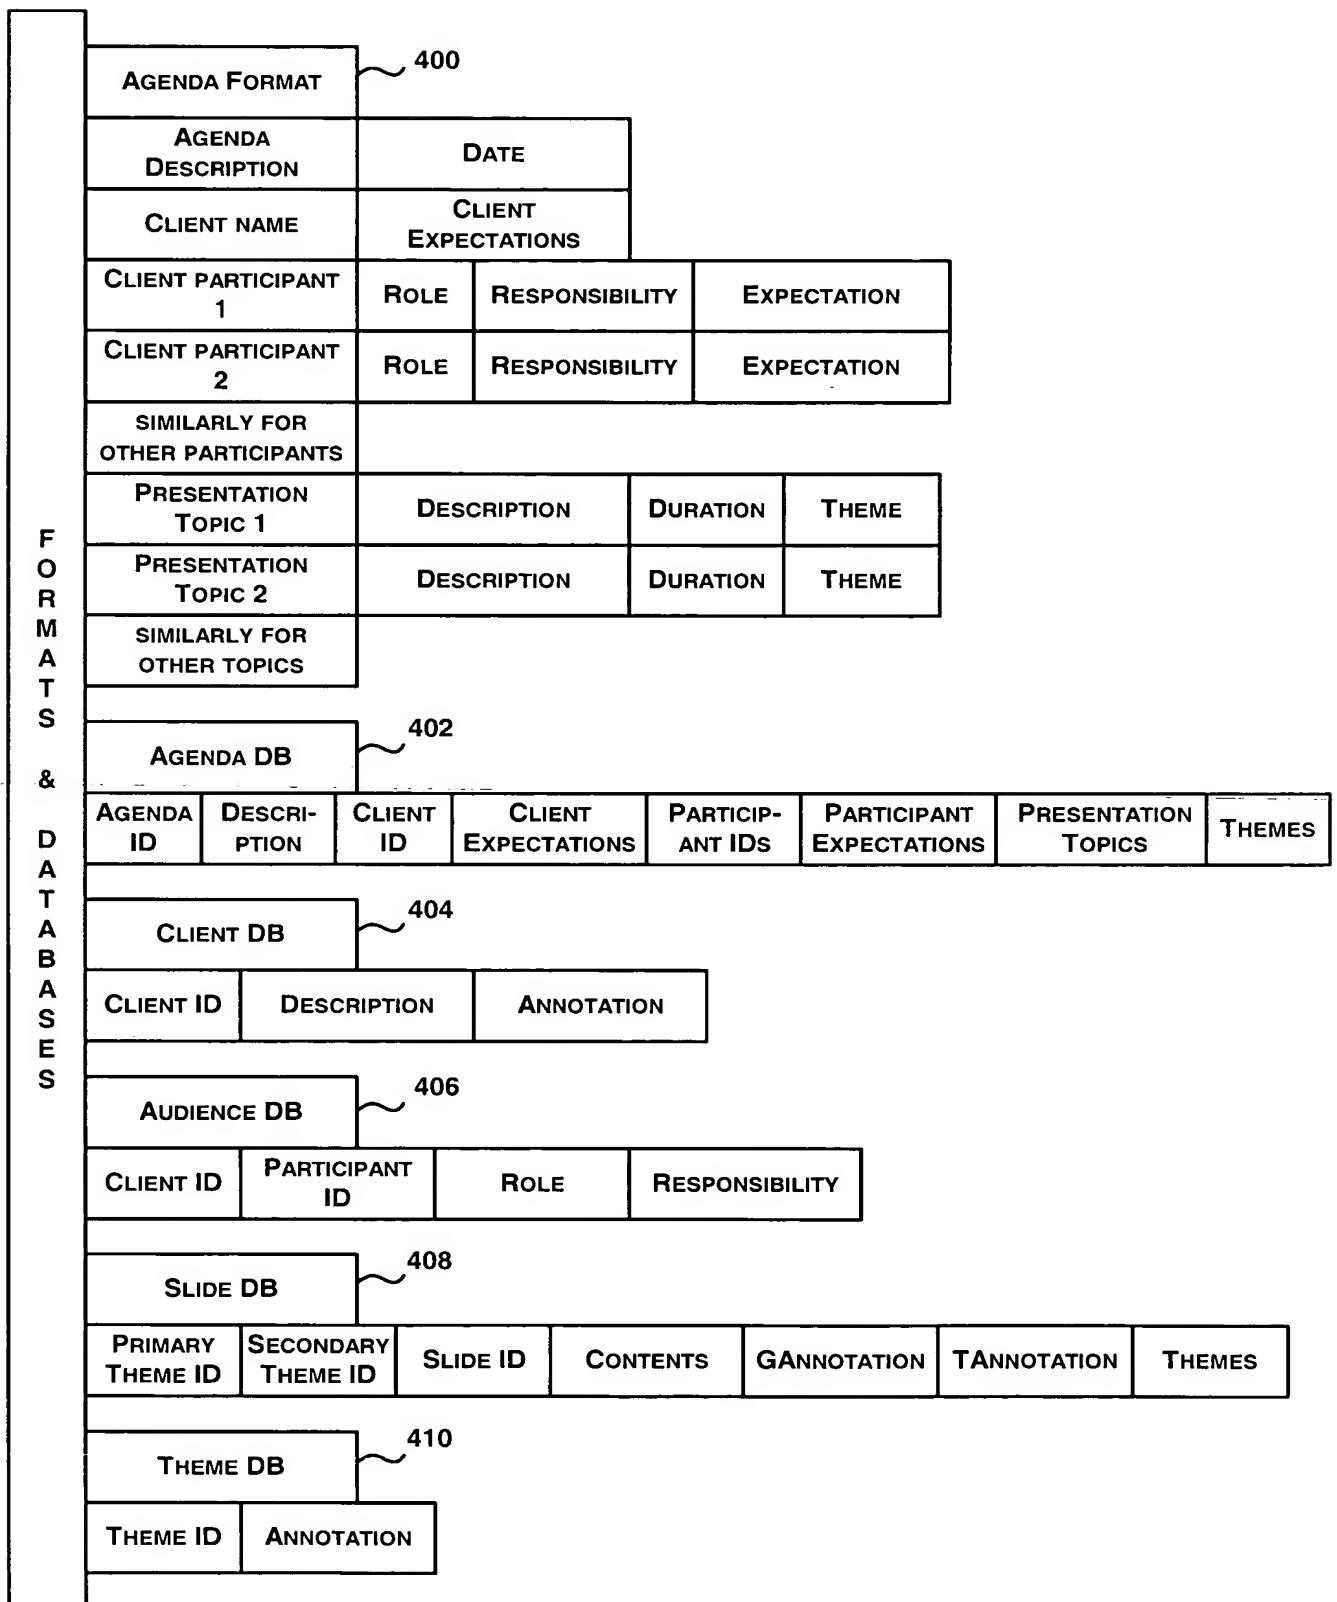 FORMATS & DATABASES
AGENDA FORMAT
400
AGENDA
DESCRIPTION
DATE
CLIENT NAME
CLIENT
EXPECTATIONS
CLIENT PARTICIPANT
1
ROLE
RESPONSIBILITY
EXPECTATION
CLIENT PARTICIPANT
2
ROLE
RESPONSIBILITY
EXPECTATION
SIMILARLY FOR
OTHER PARTICIPANTS
PRESENTATION
TOPIC 1
DESCRIPTION
DURATION
THEME
PRESENTATION
TOPIC 2
DESCRIPTION
DURATION
THEME
SIMILARLY FOR
OTHER TOPICS
AGENDA DB
402
AGENDA
ID
DESCRI-
PTION
CLIENT
ID
CLIENT
EXPECTATIONS
PARTICIP-
ANT IDS
PARTICIPANT
EXPECTATIONS
PRESENTATION
TOPICS
THEMES
CLIENT DB
404
CLIENT ID
DESCRIPTION
ANNOTATION
AUDIENCE DB
406
CLIENT ID
PARTICIPANT
ID
ROLE
RESPONSIBILITY
SLIDE DB
408
PRIMARY
THEME ID
SECONDARY
THEME ID
SLIDE ID
CONTENTS
GANNOTATION
TANNOTATION
THEMES
THEME DB
410
THEME ID
ANNOTATION